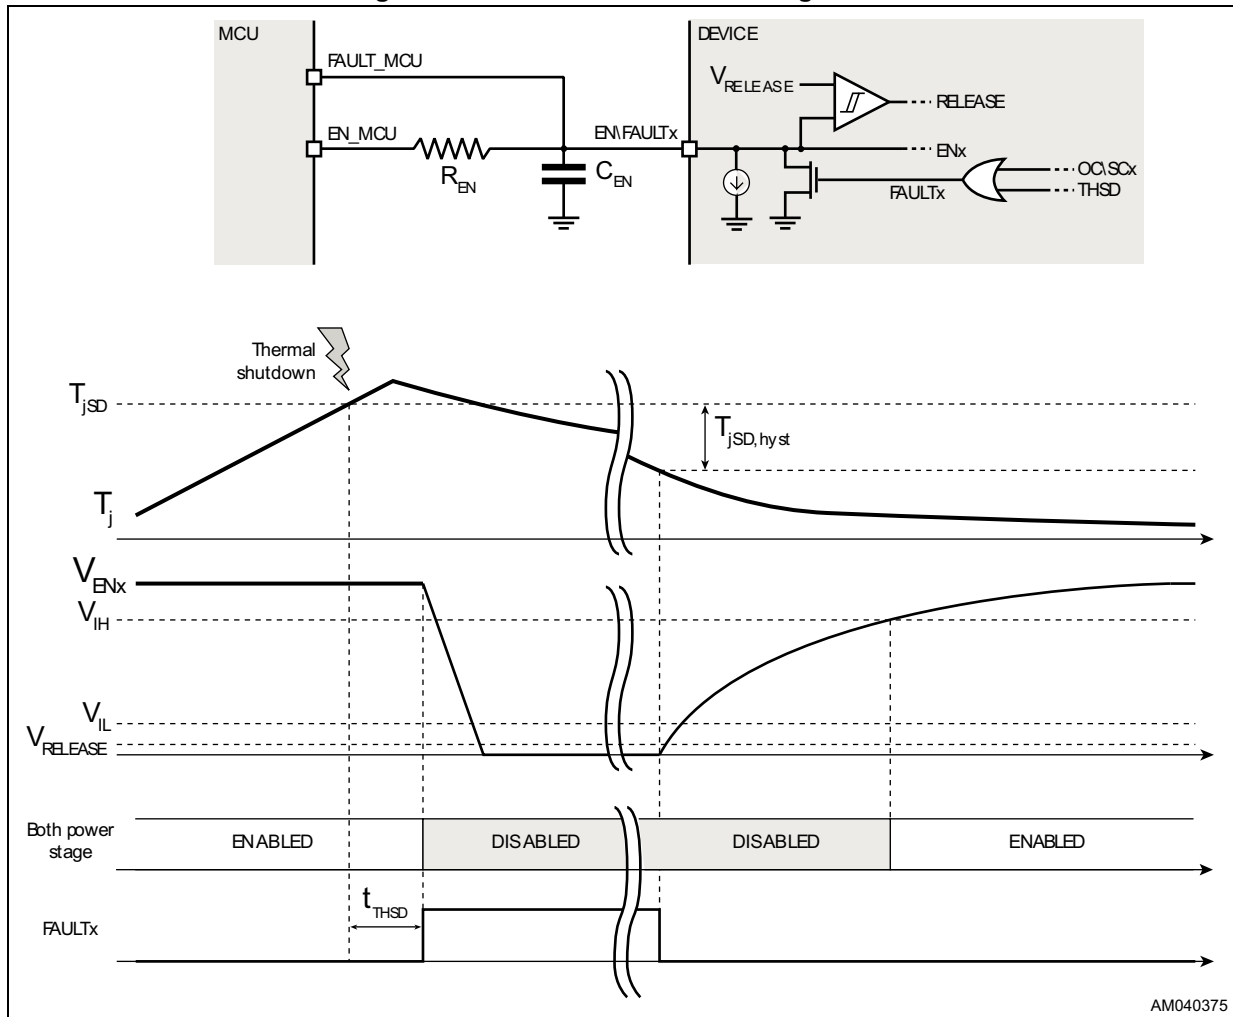 MCU
DEVICE
FAULT_MCU
VRELEASE
RELEASE
EN_MCU
EN\FAULTx
ENx
REN
CEN
OC\SCx
FAULTx
THSD
Thermal
shutdown
TjSD
TjSD, hyst
Tj
VENx
VIH
VIL
VRELEASE
Both power
stage
ENABLED
DISABLED
DISABLED
ENABLED
tTHSD
FAULTx
AM040375